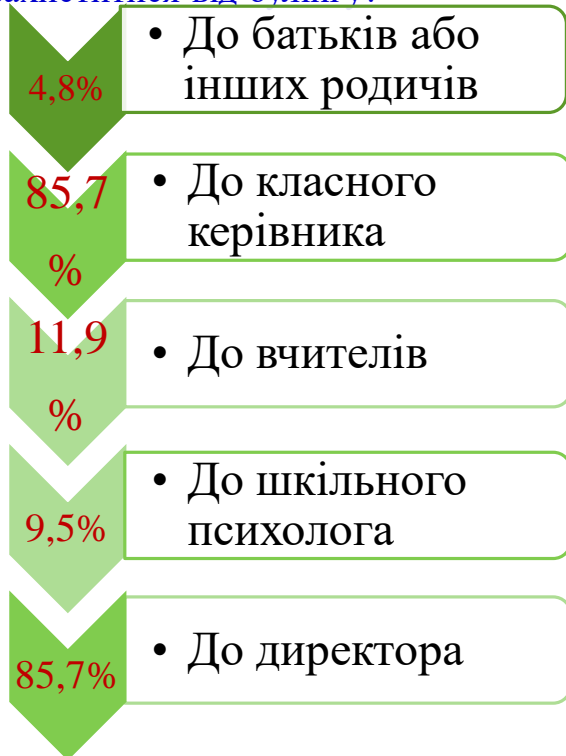 від
4,8%
• До батьків або
інших родичів
85,7
%
• До класного
керівника
11,9
%
• До вчителів
9,5%
• До шкільного
психолога
85,7%
• До директора